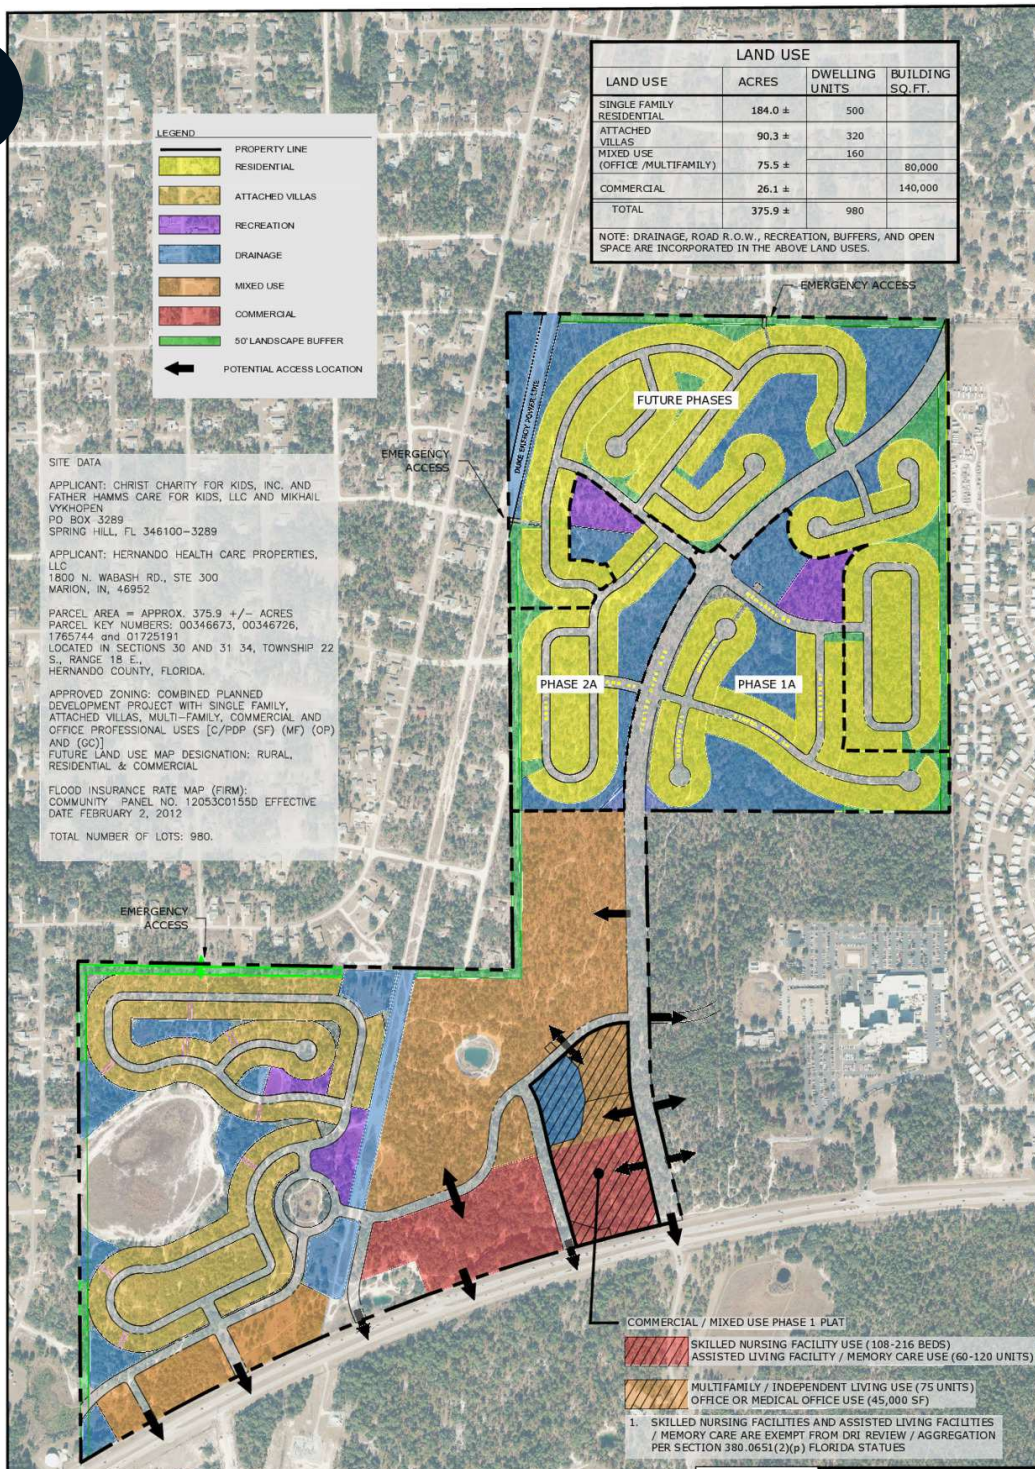 LAND USE
LAND USE ACRES DWELLING UNITS BUILDING SQ.FT.
SINGLE FAMILY RESIDENTIAL 184.0 ± 500
ATTACHED VILLAS 90.3 ± 320
MIXED USE (OFFICE /MULTIFAMILY) 75.5 ± 160 80,000
COMMERCIAL 26.1 ± 140,000
TOTAL 375.9 ± 980
NOTE: DRAINAGE, ROAD R.O.W., RECREATION, BUFFERS, AND OPEN
SPACE ARE INCORPORATED IN THE ABOVE LAND USES.
LEGEND
PROPERTY LINE
RESIDENTIAL
ATTACHED VILLAS
RECREATION
DRAINAGE
MIXED USE
COMMERCIAL
50' LANDSCAPE BUFFER
POTENTIAL ACCESS LOCATION
EMERGENCY ACCESS
FUTURE PHASES
DUKE ENERGY POWER LINE
EMERGENCY
ACCESS
SITE DATA
APPLICANT: CHRIST CHARITY FOR KIDS, INC. AND
FATHER HAMMS CARE FOR KIDS, LLC AND MIKHAIL
VYKHOPEN
PO BOX 3289
SPRING HILL, FL 346100-3289
APPLICANT: HERNANDO HEALTH CARE PROPERTIES,
LLC
1800 N. WABASH RD., STE 300
MARION, IN, 46952
PARCEL AREA = APPROX. 375.9 +/- ACRES
PARCEL KEY NUMBERS: 00346673, 00346726,
1765744 and 01725191
LOCATED IN SECTIONS 30 AND 31 34, TOWNSHIP 22
S., RANGE 18 E.,
HERNANDO COUNTY, FLORIDA.
APPROVED ZONING: COMBINED PLANNED
DEVELOPMENT PROJECT WITH SINGLE FAMILY,
ATTACHED VILLAS, MULTI-FAMILY, COMMERCIAL AND
OFFICE PROFESSIONAL USES [C/PDP (SF) (MF) (OP)
AND (GC)]
FUTURE LAND USE MAP DESIGNATION: RURAL,
RESIDENTIAL & COMMERCIAL
FLOOD INSURANCE RATE MAP (FIRM):
COMMUNITY PANEL NO. 12053C0155D EFFECTIVE
DATE FEBRUARY 2, 2012
TOTAL NUMBER OF LOTS: 980.
PHASE 2A
PHASE 1A
EMERGENCY
ACCESS
COMMERCIAL / MIXED USE PHASE 1 PLAT
SKILLED NURSING FACILITY USE (108-216 BEDS)
ASSISTED LIVING FACILITY / MEMORY CARE USE (60-120 UNITS)
MULTIFAMILY / INDEPENDENT LIVING USE (75 UNITS)
OFFICE OR MEDICAL OFFICE USE (45,000 SF)
1. SKILLED NURSING FACILITIES AND ASSISTED LIVING FACILITIES
/ MEMORY CARE ARE EXEMPT FROM DRI REVIEW / AGGREGATION
PER SECTION 380.0651(2)(p) FLORIDA STATUES